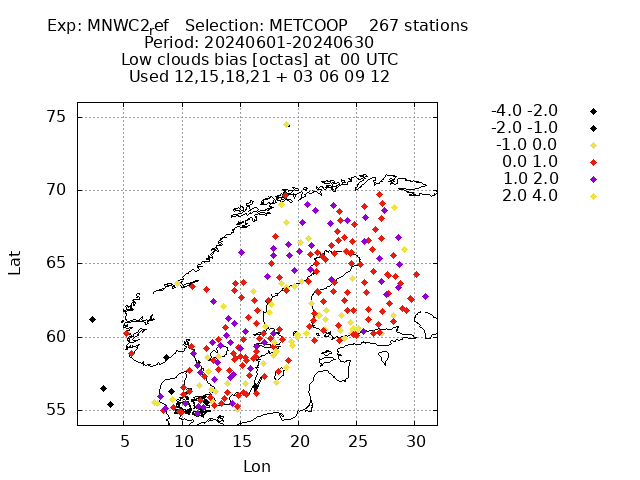 Exp: MNWC2ref   Selection: METCOOP    267 stations
Period: 20240601-20240630
Low clouds bias [octas] at  00 UTC
Used 12,15,18,21 + 03 06 09 12
-4.0 -2.0
-2.0 -1.0
-1.0 0.0
0.0 1.0
1.0 2.0
2.0 4.0
75
70
65
60
55
Lat
5 10 15 20 25 30
Lon